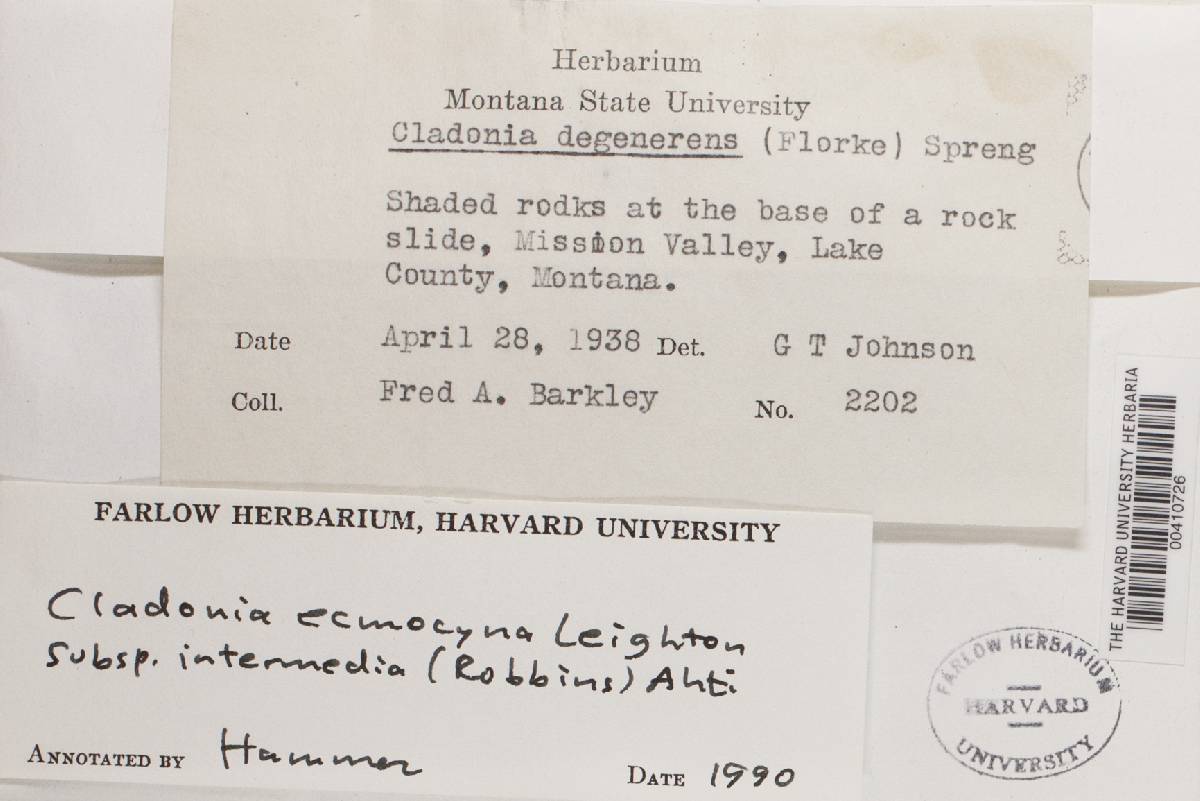 Herbarium
Montana State University
Cladonia degenerens (Florke) Spreng
Shaded rodks at the base of a rock
slide, Mission Valley, Lake
County, Montana.
Date April 28, 1938 Det. G T Johnson
Coll. Fred A. Barkley No. 2202
THE HARVARD UNIVERSITY HERBARIA
00410726
FARLOW HERBARIUM, HARVARD UNIVERSITY
Cladonia ecmocyna Leighton
subsp. intermedia (Robbins) Ahti
ANNOTATED BY Hammer DATE 1990
FARLOW HERBARIUM
HARVARD
UNIVERSITY